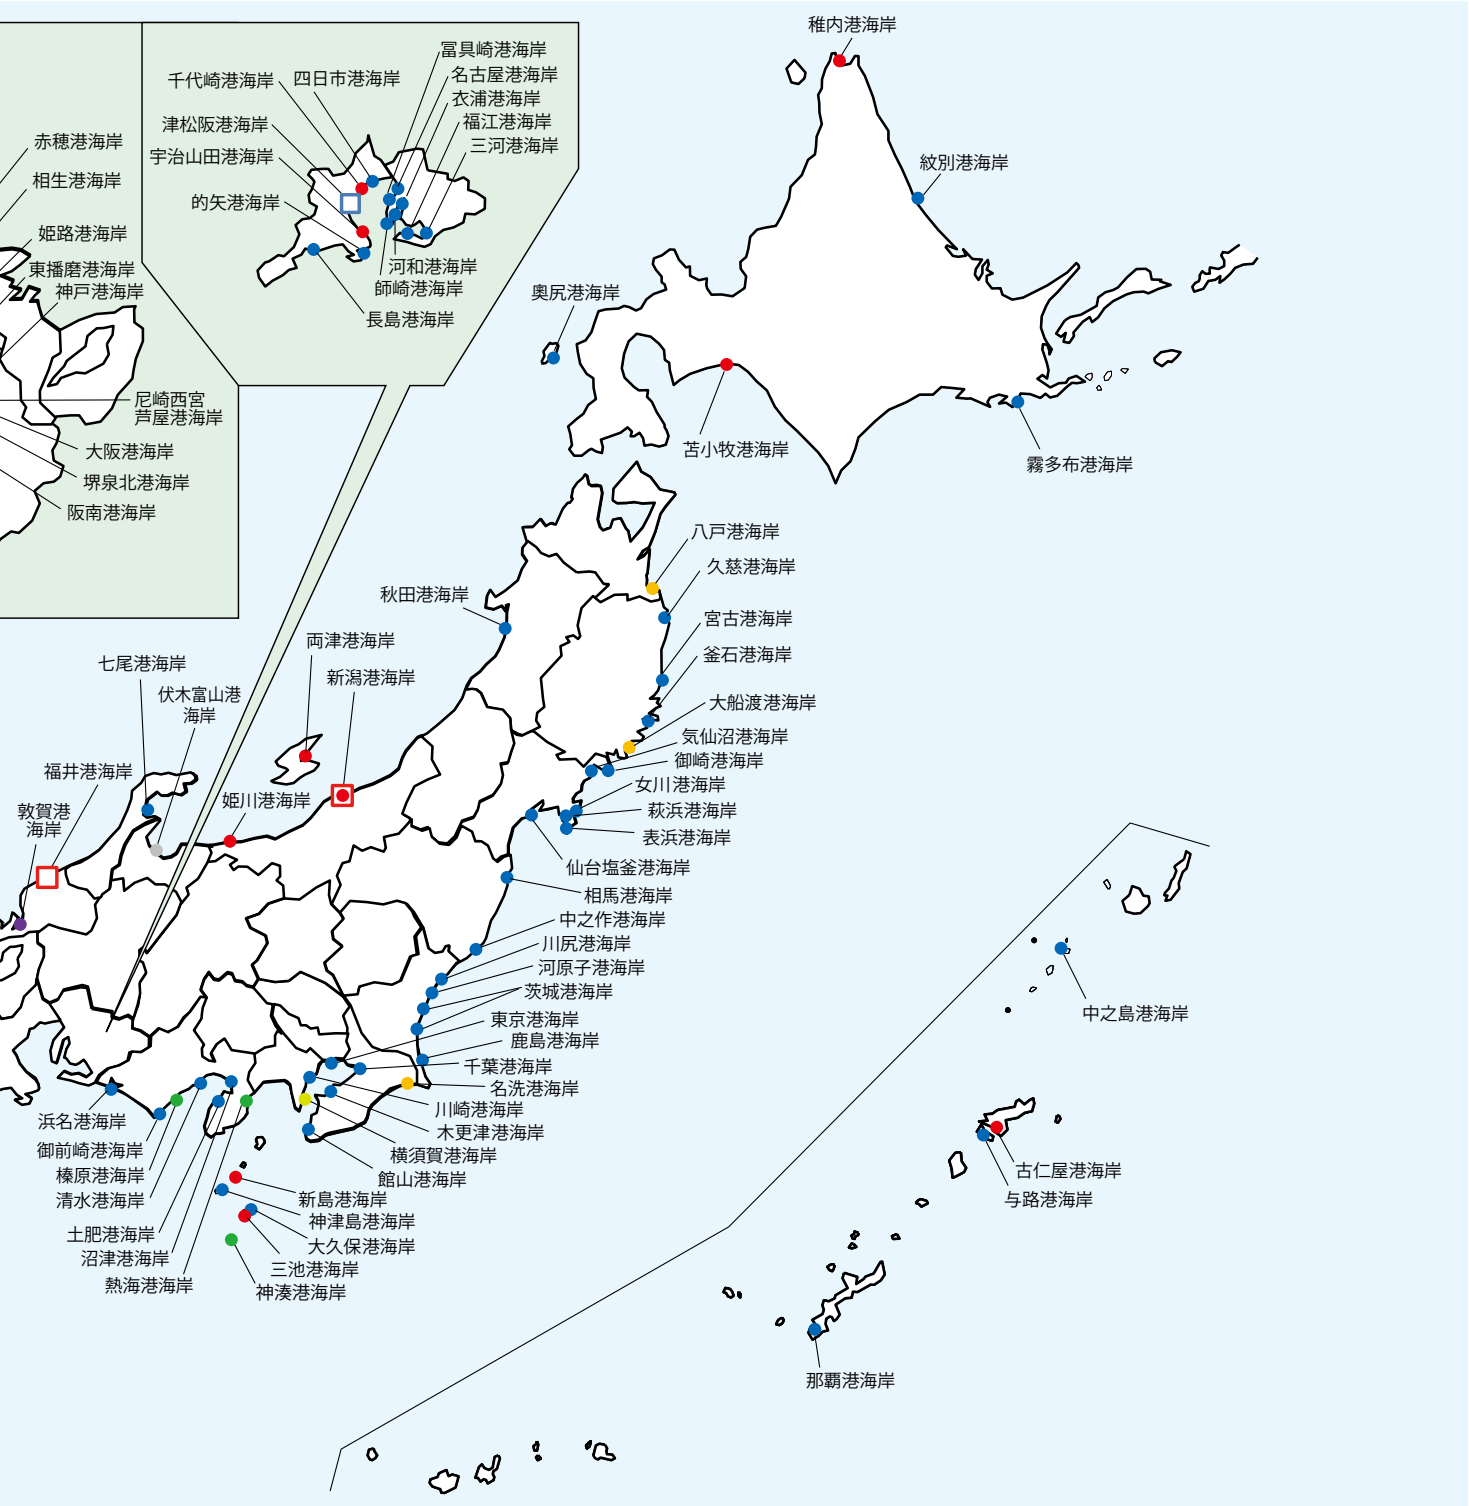 稚内港海岸
紋別港海岸
奥尻港海岸
苫小牧港海岸
霧多布港海岸
冨具崎港海岸
名古屋港海岸
衣浦港海岸
福江港海岸
三河港海岸
千代崎港海岸
四日市港海岸
津松阪港海岸
宇治山田港海岸
的矢港海岸
河和港海岸
師崎港海岸
長島港海岸
赤穂港海岸
相生港海岸
姫路港海岸
東播磨港海岸
神戸港海岸
尼崎西宮
芦屋港海岸
大阪港海岸
堺泉北港海岸
阪南港海岸
八戸港海岸
久慈港海岸
宮古港海岸
釜石港海岸
大船渡港海岸
気仙沼港海岸
御崎港海岸
女川港海岸
萩浜港海岸
表浜港海岸
仙台塩釜港海岸
相馬港海岸
中之作港海岸
川尻港海岸
河原子港海岸
茨城港海岸
東京港海岸
鹿島港海岸
千葉港海岸
名洗港海岸
川崎港海岸
木更津港海岸
横須賀港海岸
館山港海岸
秋田港海岸
両津港海岸
新潟港海岸
七尾港海岸
伏木富山港
海岸
福井港海岸
敦賀港
海岸
姫川港海岸
浜名港海岸
御前崎港海岸
榛原港海岸
清水港海岸
土肥港海岸
沼津港海岸
熱海港海岸
新島港海岸
神津島港海岸
大久保港海岸
三池港海岸
神湊港海岸
中之島港海岸
古仁屋港海岸
与路港海岸
那覇港海岸